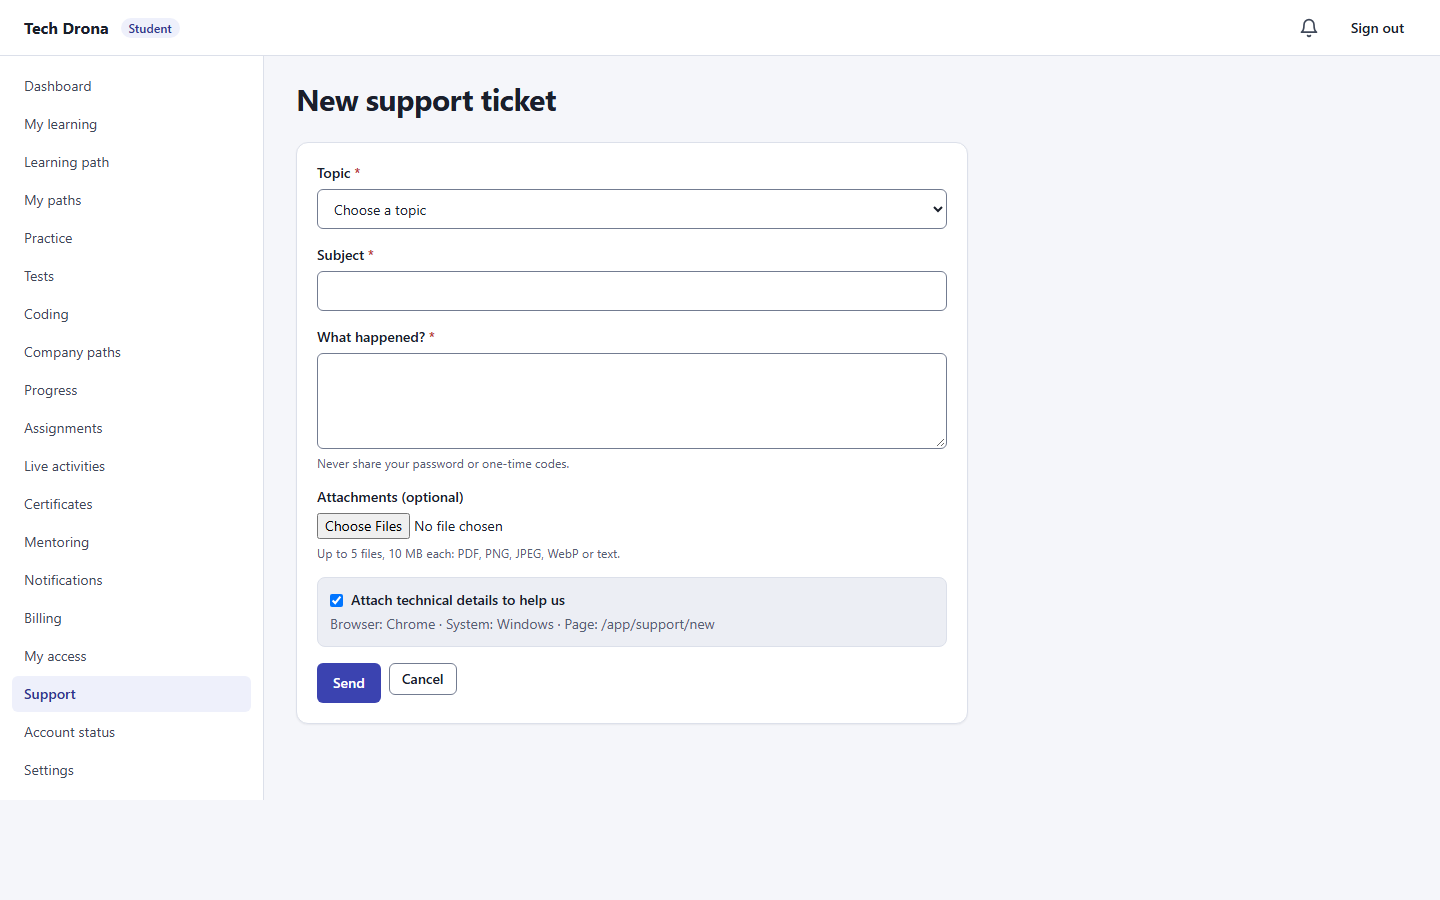 Tech Drona Student
Sign out
Dashboard
My learning
Learning path
My paths
Practice
Tests
Coding
Company paths
Progress
Assignments
Live activities
Certificates
Mentoring
Notifications
Billing
My access
Support
Account status
Settings
New support ticket
Topic *
Choose a topic
Subject *
What happened? *
Never share your password or one-time codes.
Attachments (optional)
Choose Files No file chosen
Up to 5 files, 10 MB each: PDF, PNG, JPEG, WebP or text.
Attach technical details to help us
Browser: Chrome · System: Windows · Page: /app/support/new
Send Cancel